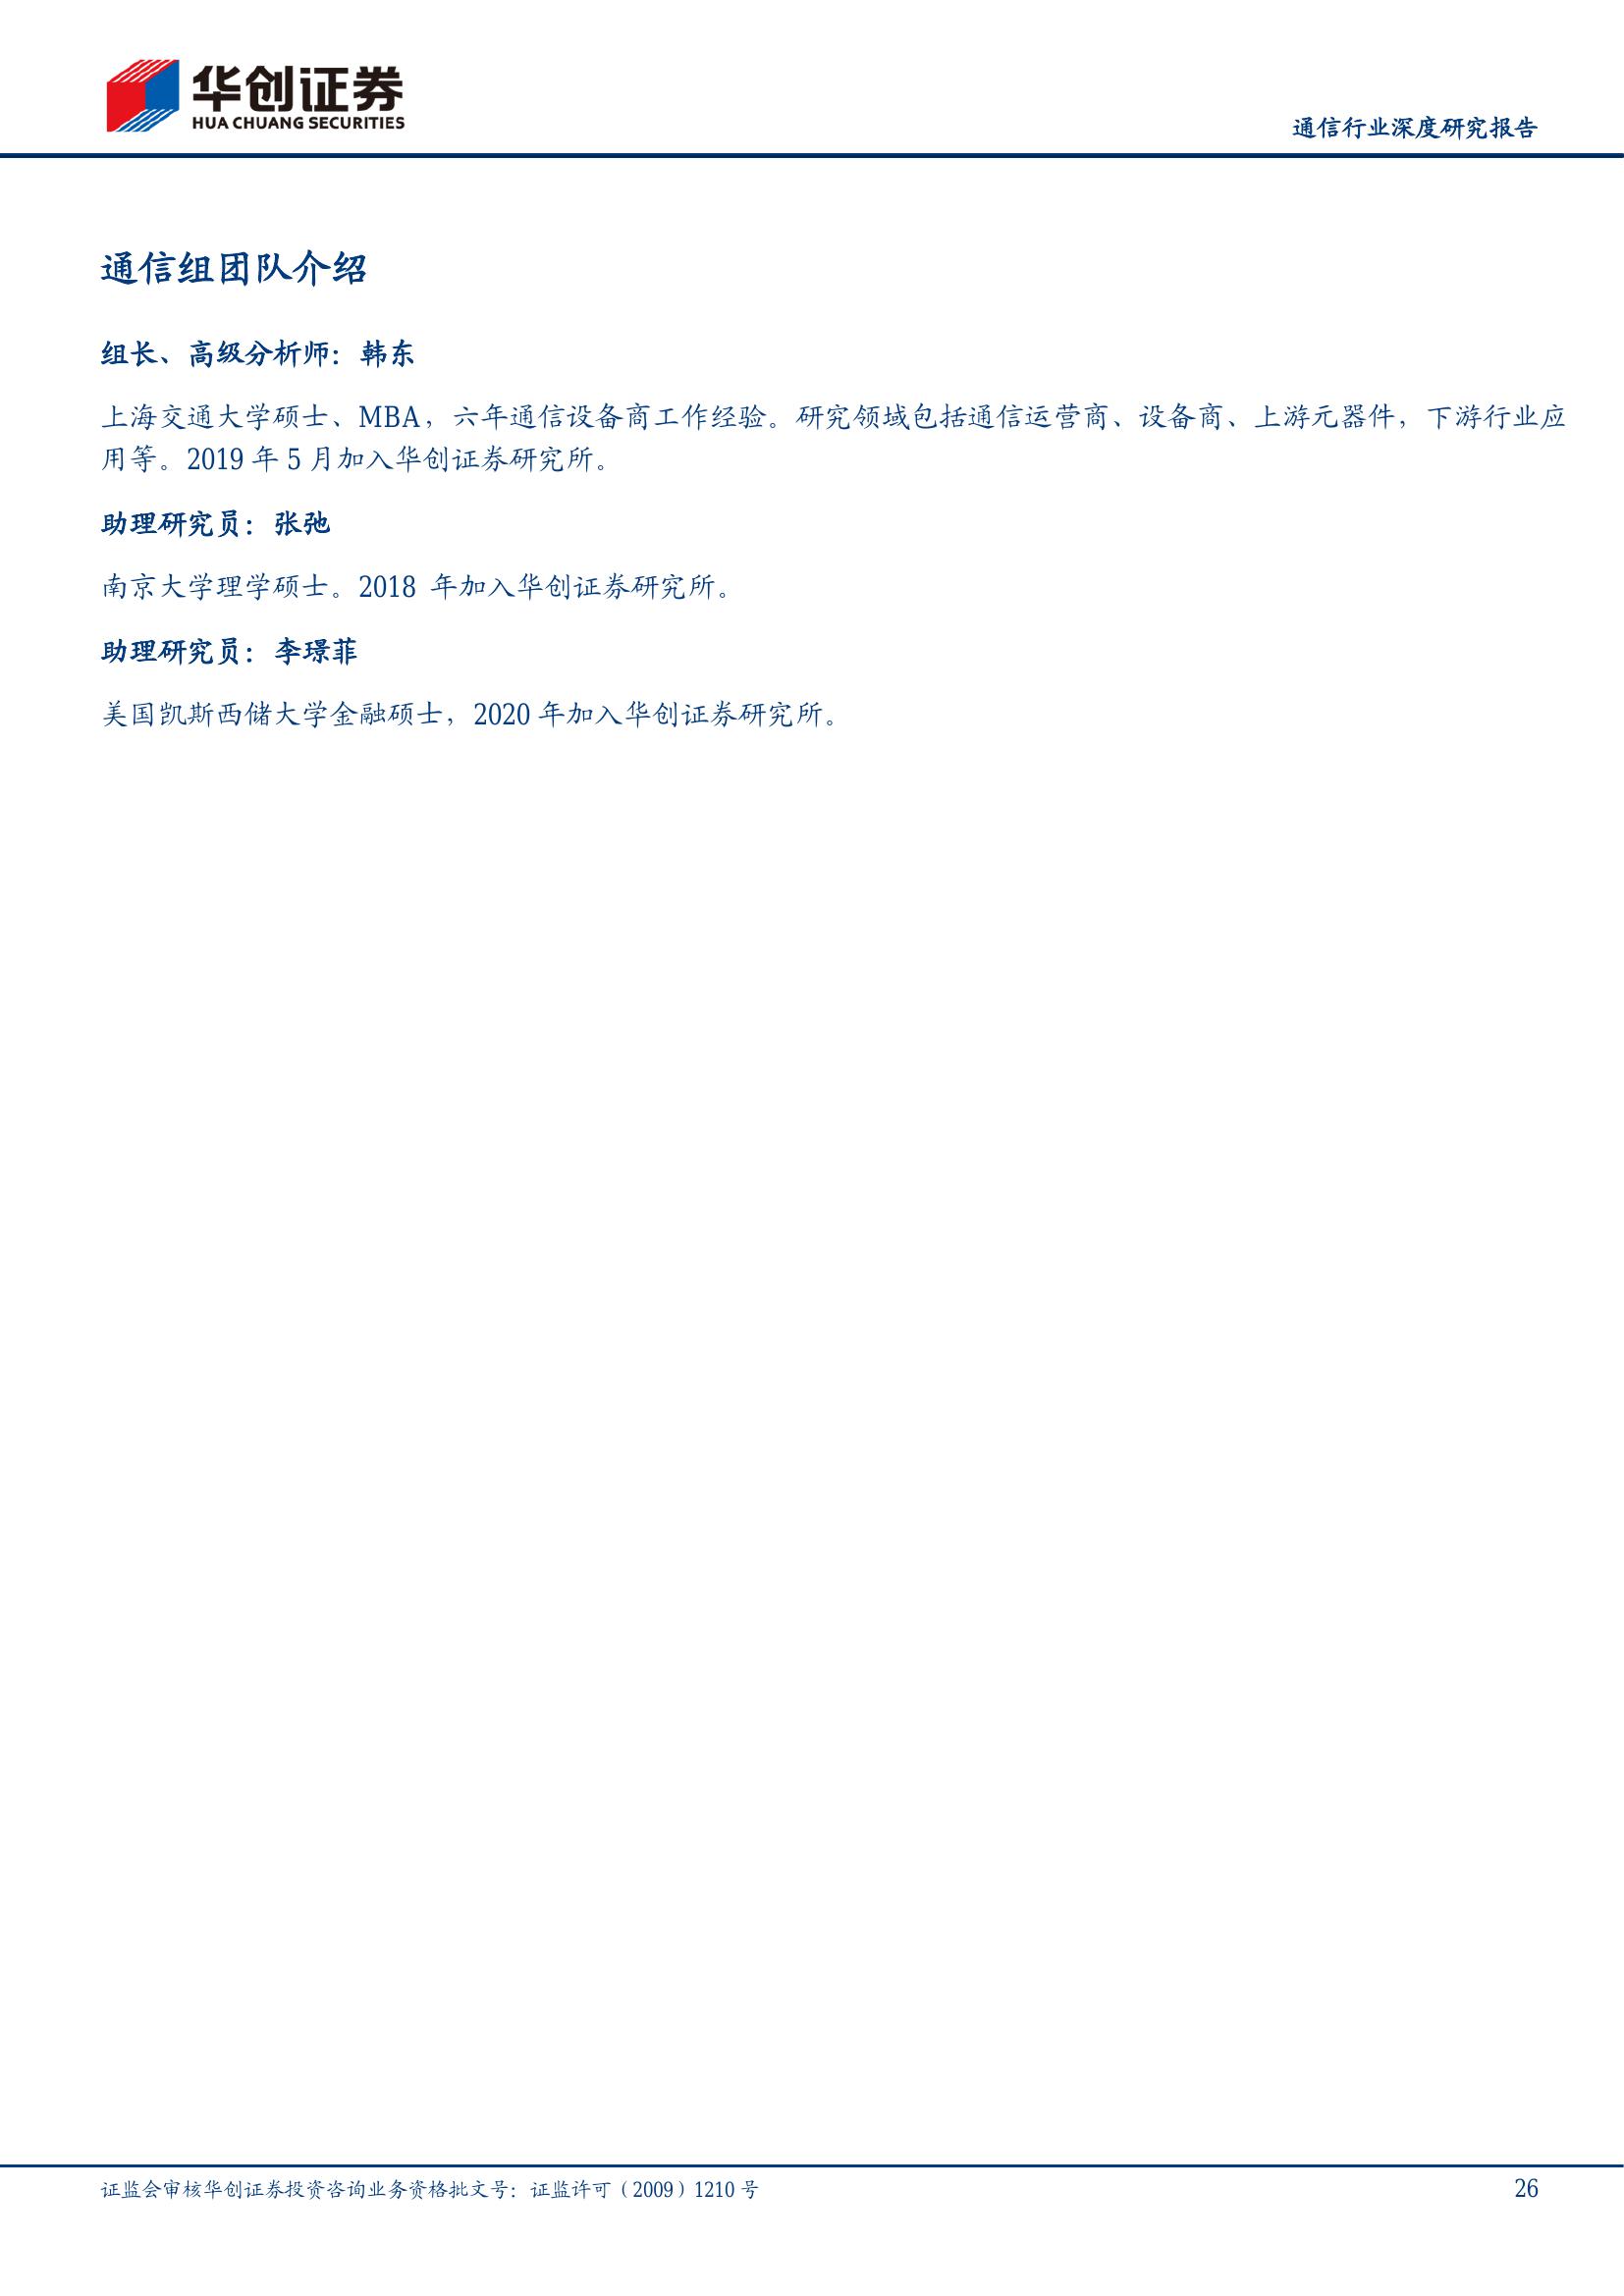 华创证券
HUA CHUANG SECURITIES
通信行业深度研究报告
通信组团队介绍
组长、高级分析师：韩东
上海交通大学硕士、MBA，六年通信设备商工作经验。研究领域包括通信运营商、设备商、上游元器件，下游行业应
用等。2019 年 5 月加入华创证券研究所。
助理研究员：张弛
南京大学理学硕士。2018 年加入华创证券研究所。
助理研究员：李璟菲
美国凯斯西储大学金融硕士，2020 年加入华创证券研究所。
证监会审核华创证券投资咨询业务资格批文号：证监许可（2009）1210 号
26